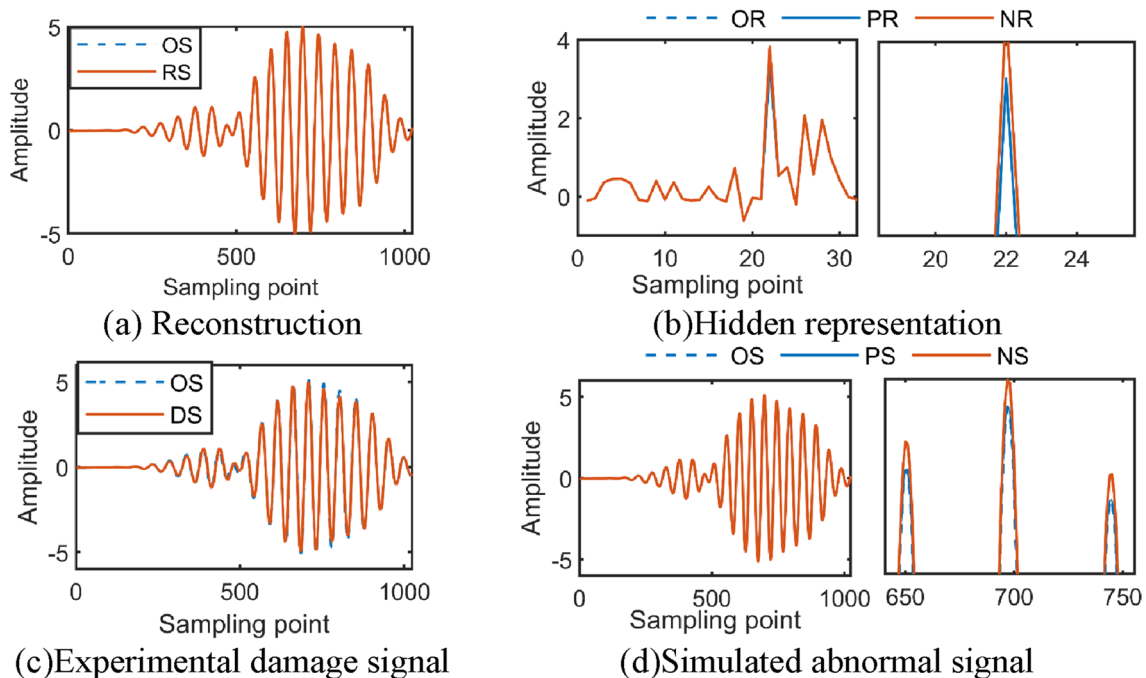 OS
RS
5
0
-5
Amplitude
0 500 1000
Sampling point
(a) Reconstruction
OR PR NR
4
2
0
Amplitude
0 10 20 30
20 22 24
Sampling point
(b)Hidden representation
OS
DS
5
0
-5
Amplitude
0 500 1000
Sampling point
(c)Experimental damage signal
OS PS NS
5
0
-5
Amplitude
0 500 1000
650 700 750
Sampling point
(d)Simulated abnormal signal